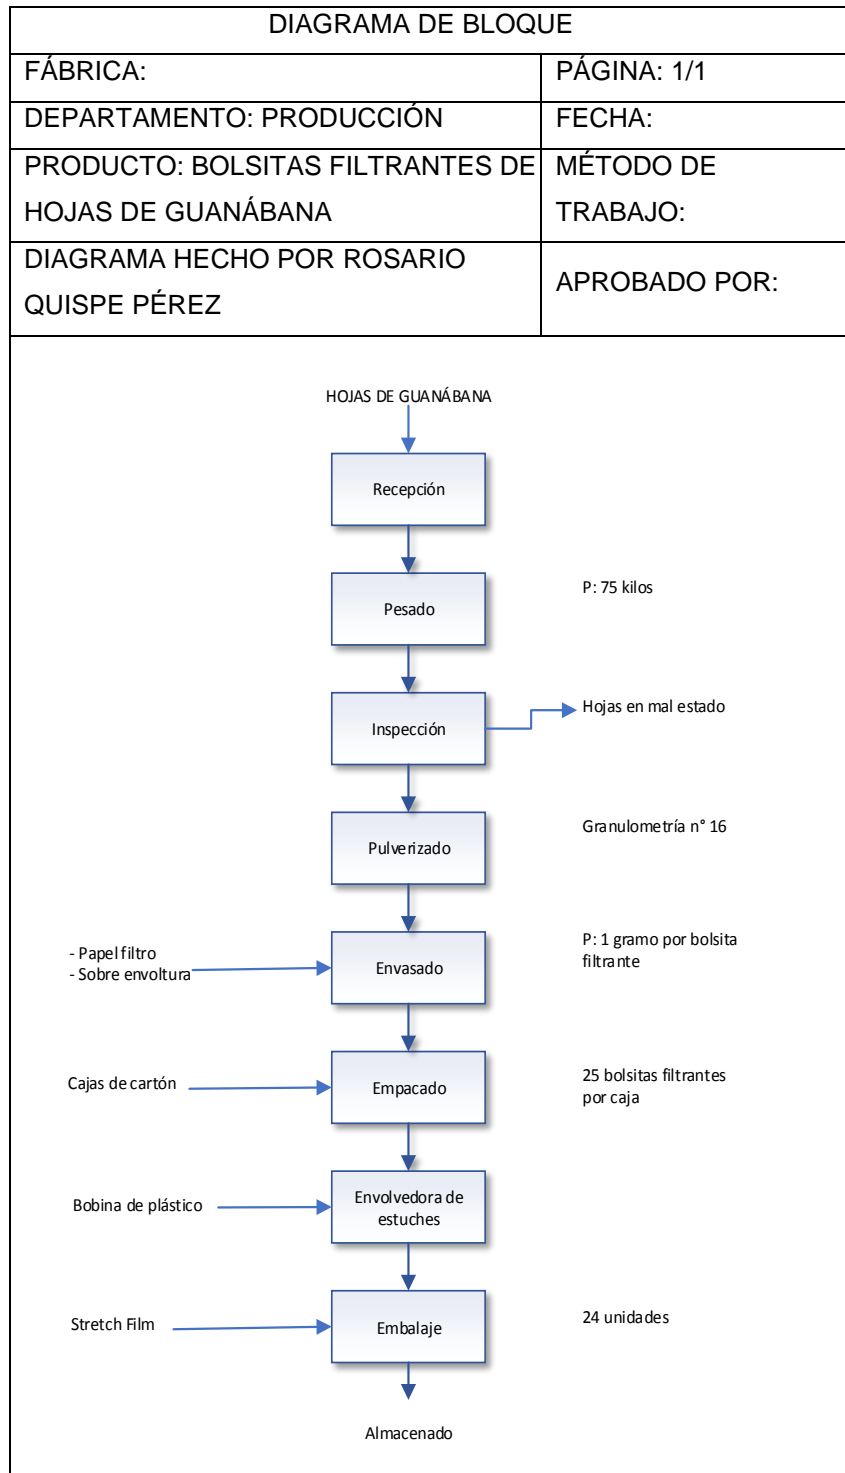 DIAGRAMA DE BLOQUE
FÁBRICA:
PÁGINA: 1/1
DEPARTAMENTO: PRODUCCIÓN
FECHA:
PRODUCTO: BOLSITAS FILTRANTES DE
HOJAS DE GUANÁBANA
MÉTODO DE
TRABAJO:
DIAGRAMA HECHO POR ROSARIO
QUISPE PÉREZ
APROBADO POR:
HOJAS DE GUANÁBANA
Recepción
Pesado
P: 75 kilos
Inspección
Hojas en mal estado
Pulverizado
Granulometría n° 16
- Papel filtro
- Sobre envoltura
Envasado
P: 1 gramo por bolsita
filtrante
Cajas de cartón
Empacado
25 bolsitas filtrantes
por caja
Bobina de plástico
Envolvedora de
estuches
Stretch Film
Embalaje
24 unidades
Almacenado